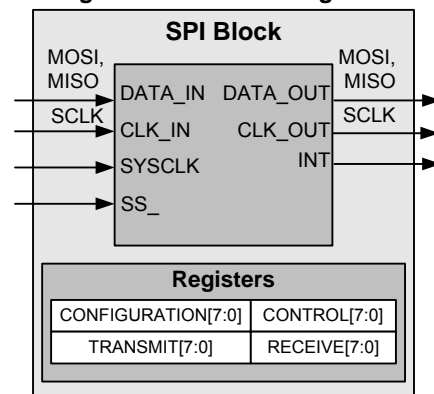 SPI Block
MOSI,
MISO
MOSI,
MISO
SCLK
SCLK
DATA_IN DATA_OUT
CLK_IN CLK_OUT
SYSCLK INT
SS_
Registers
CONFIGURATION[7:0] CONTROL[7:0]
TRANSMIT[7:0] RECEIVE[7:0]